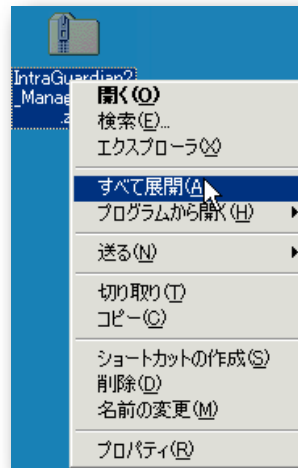 IntraGuardian2
_Mana
.z
開く(O)
検索(E)...
エクスプローラ(X)
すべて展開(A
プログラムから開く(H)
送る(N)
切り取り(T)
コピー(C)
ショートカットの作成(S)
削除(D)
名前の変更(M)
プロパティ(R)